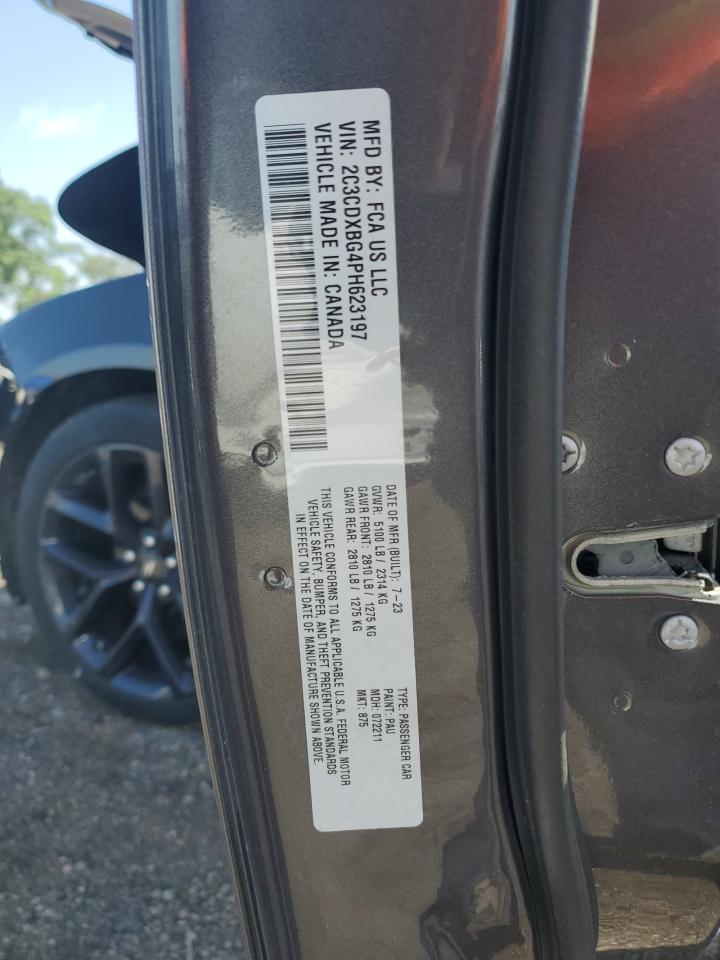 MFD BY: FCA US LLC
VIN: 2C3CDXBG4PH623197
VEHICLE MADE IN: CANADA
DATE OF MFR (BUILT): 7-23
GVWR: 5100 LB / 2314 KG
GAWR FRONT: 2810 LB / 1275 KG
GAWR REAR: 2810 LB / 1275 KG
TYPE: PASSENGER CAR
PAINT: PAU
MDH: 072211
MKT: 875
THIS VEHICLE CONFORMS TO ALL APPLICABLE U.S.A. FEDERAL MOTOR
VEHICLE SAFETY, BUMPER, AND THEFT PREVENTION STANDARDS
IN EFFECT ON THE DATE OF MANUFACTURE SHOWN ABOVE.